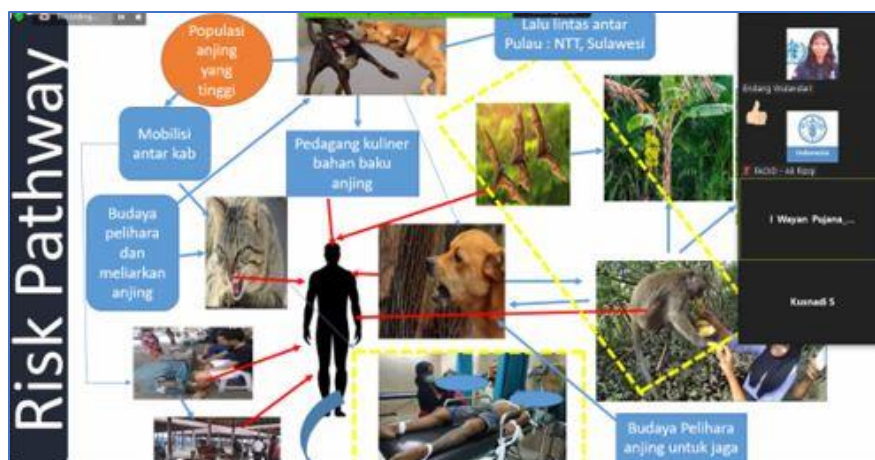 Risk Pathway
Populasi
anjing
yang
tinggi
Lalu lintas antar
Pulau : NTT, Sulawesi
Mobilisi
antar kab
Pedagang kuliner
bahan baku
anjing
Budaya
pelihara
dan
meliarkan
anjing
Budaya Pelihara
anjing untuk jaga
Endang Wulandari
Indonesia
I Wayan Pujana_...
Kusnadi S